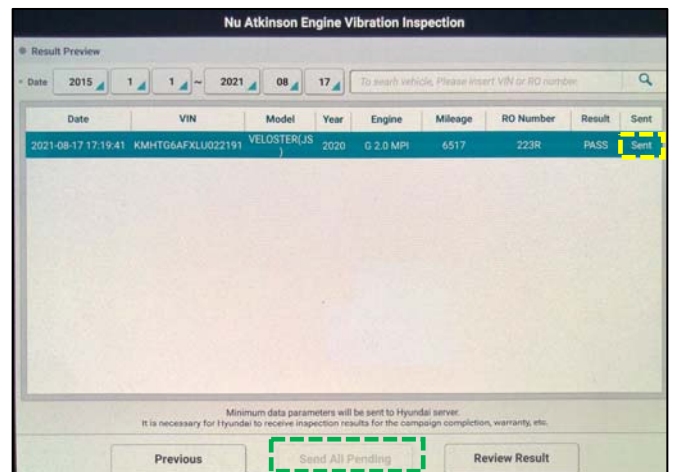 Nu Atkinson Engine Vibration Inspection
Result Preview
Date 2015 1 1 ~ 2021 08 17 To searh vehicle, Please insert VIN or RO number.
Date VIN Model Year Engine Mileage RO Number Result Sent
2021-08-17 17:19:41 KMHTG6AFXLU022191 VELOSTER(JS 2020 G 2.0 MPI 6517 223R PASS Sent
)
Minimum data parameters will be sent to Hyundai server.
It is necessary for Hyundai to receive inspection results for the campaign completion, warranty, etc.
Previous Send All Pending Review Result